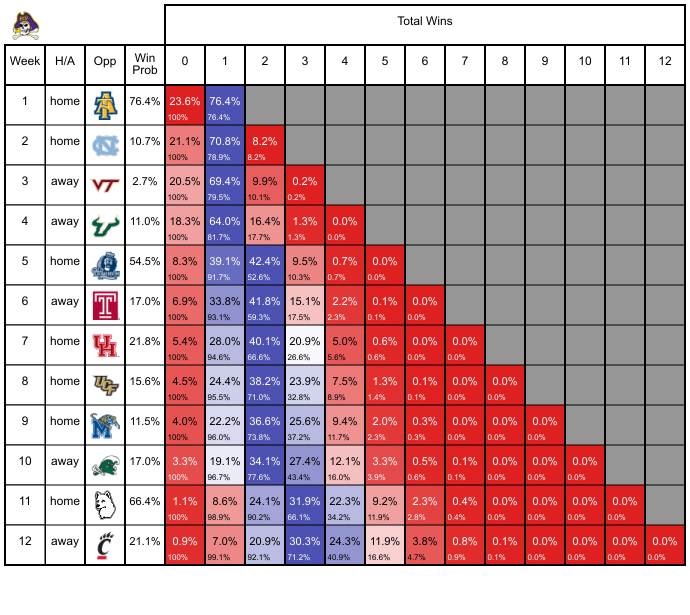 Total Wins
Week H/A Opp Win Prob 0 1 2 3 4 5 6 7 8 9 10 11 12
1 home 76.4% 23.6% 76.4%
100% 76.4%
2 home 10.7% 21.1% 70.8% 8.2%
100% 78.9% 8.2%
3 away VT 2.7% 20.5% 69.4% 9.9% 0.2%
100% 79.5% 10.1% 0.2%
4 away 11.0% 18.3% 64.0% 16.4% 1.3% 0.0%
100% 81.7% 17.7% 1.3% 0.0%
5 home 54.5% 8.3% 39.1% 42.4% 9.5% 0.7% 0.0%
100% 91.7% 52.6% 10.3% 0.7% 0.0%
6 away T 17.0% 6.9% 33.8% 41.8% 15.1% 2.2% 0.1% 0.0%
100% 93.1% 59.3% 17.5% 2.3% 0.1% 0.0%
7 home UH 21.8% 5.4% 28.0% 40.1% 20.9% 5.0% 0.6% 0.0% 0.0%
100% 94.6% 66.6% 26.6% 5.6% 0.6% 0.0% 0.0%
8 home UCF 15.6% 4.5% 24.4% 38.2% 23.9% 7.5% 1.3% 0.1% 0.0% 0.0%
100% 95.5% 71.0% 32.8% 8.9% 1.4% 0.1% 0.0% 0.0%
9 home M 11.5% 4.0% 22.2% 36.6% 25.6% 9.4% 2.0% 0.3% 0.0% 0.0% 0.0%
100% 96.0% 73.8% 37.2% 11.7% 2.3% 0.3% 0.0% 0.0% 0.0%
10 away 17.0% 3.3% 19.1% 34.1% 27.4% 12.1% 3.3% 0.5% 0.1% 0.0% 0.0% 0.0%
100% 96.7% 77.6% 43.4% 16.0% 3.9% 0.6% 0.1% 0.0% 0.0% 0.0%
11 home 66.4% 1.1% 8.6% 24.1% 31.9% 22.3% 9.2% 2.3% 0.4% 0.0% 0.0% 0.0% 0.0%
100% 98.9% 90.2% 66.1% 34.2% 11.9% 2.8% 0.4% 0.0% 0.0% 0.0% 0.0%
12 away C 21.1% 0.9% 7.0% 20.9% 30.3% 24.3% 11.9% 3.8% 0.8% 0.1% 0.0% 0.0% 0.0% 0.0%
100% 99.1% 92.1% 71.2% 40.9% 16.6% 4.7% 0.9% 0.1% 0.0% 0.0% 0.0% 0.0%